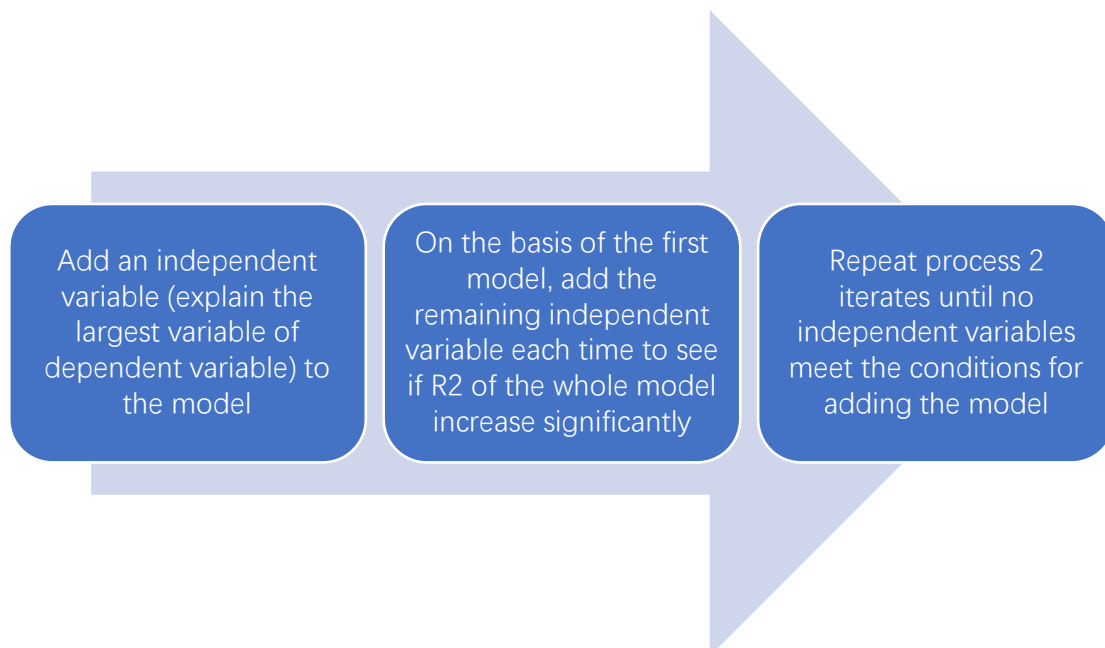 Add an independent
variable (explain the
largest variable of
dependent variable) to
the model
On the basis of the first
model, add the
remaining independent
variable each time to see
if R2 of the whole model
increase significantly
Repeat process 2
iterates until no
independent variables
meet the conditions for
adding the model